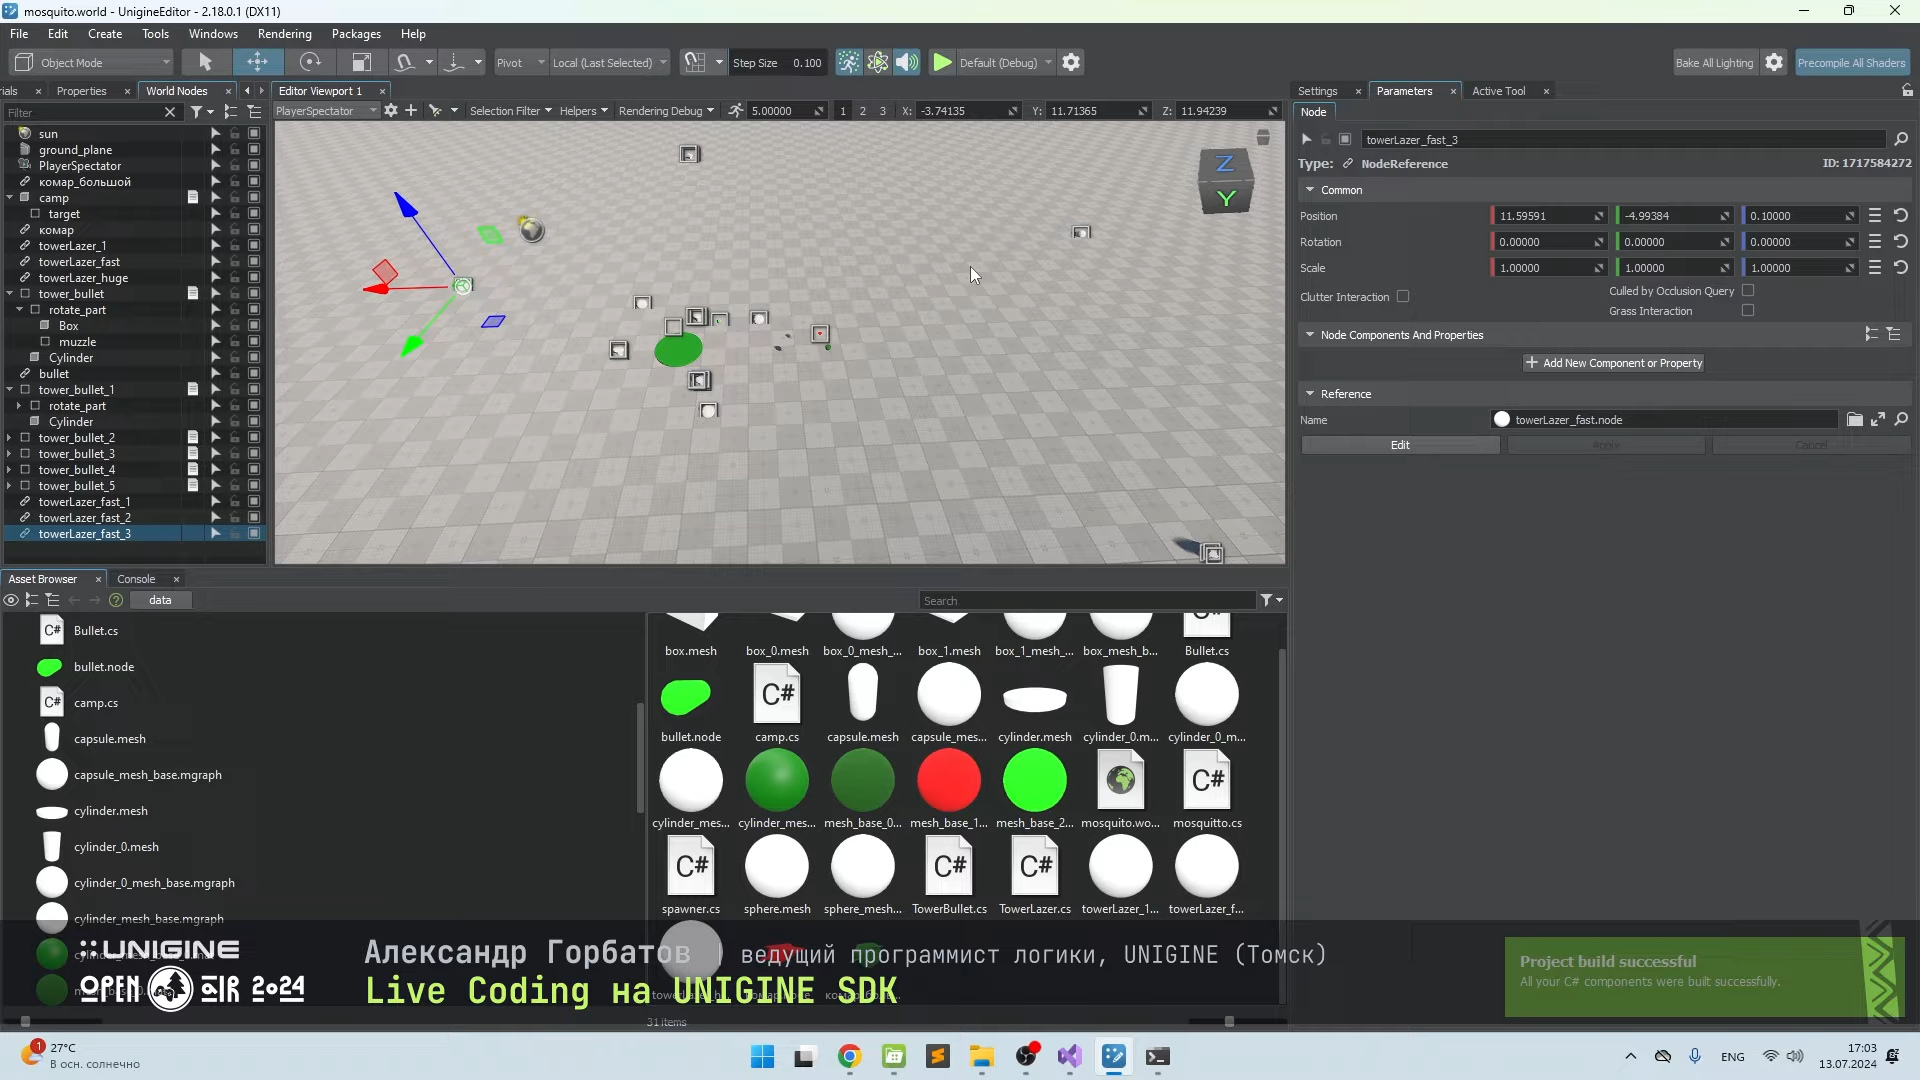 mosquito.world - UnigineEditor - 2.18.0.1 (DX11)
File Edit Create Tools Windows Rendering Packages Help
Object Mode
Pivot
Local (Last Selected)
Step Size 0.100
Default (Debug)
Bake All Lighting
Precompile All Shaders
ials
Properties
World Nodes
Editor Viewport 1
Settings
Parameters
Active Tool
Filter
PlayerSpectator
Selection Filter
Helpers
Rendering Debug
5.00000
1 2 3
X: -3.74135
Y: 11.71365
Z: 11.94239
Node
sun
ground_plane
PlayerSpectator
комар_большой
camp
target
комар
towerLazer_1
towerLazer_fast
towerLazer_huge
tower_bullet
rotate_part
Box
muzzle
Cylinder
bullet
tower_bullet_1
rotate_part
Cylinder
tower_bullet_2
tower_bullet_3
tower_bullet_4
tower_bullet_5
towerLazer_fast_1
towerLazer_fast_2
towerLazer_fast_3
Z
Y
towerLazer_fast_3
Type: NodeReference
ID: 1717584272
Common
Position 11.59591 -4.99384 0.10000
Rotation 0.00000 0.00000 0.00000
Scale 1.00000 1.00000 1.00000
Clutter Interaction
Culled by Occlusion Query
Grass Interaction
Node Components And Properties
Add New Component or Property
Reference
Name towerLazer_fast.node
Edit Apply Cancel
Asset Browser
Console
data
Search
C# Bullet.cs
bullet.node
C# camp.cs
capsule.mesh
capsule_mesh_base.mgraph
cylinder.mesh
cylinder_0.mesh
cylinder_0_mesh_base.mgraph
cylinder_mesh_base.mgraph
box.mesh box_0.mesh box_0_mesh_... box_1.mesh box_1_mesh_... box_mesh_b... Bullet.cs
C#
bullet.node camp.cs capsule.mesh capsule_mes... cylinder.mesh cylinder_0.m... cylinder_0_m...
C#
cylinder_mes... cylinder_mes... mesh_base_0... mesh_base_1... mesh_base_2... mosquito.wo... mosquitto.cs
C# C# C#
spawner.cs sphere.mesh sphere_mesh... TowerBullet.cs TowerLazer.cs towerLazer_1... towerLazer_f...
31 items
UNIGINE
OPEN AIR 2024
Александр Горбатов | ведущий программист логики, UNIGINE (Томск)
Live Coding на UNIGINE SDK
Project build successful
All your C# components were built successfully.
1
27°C
В осн. солнечно
ENG
17:03
13.07.2024